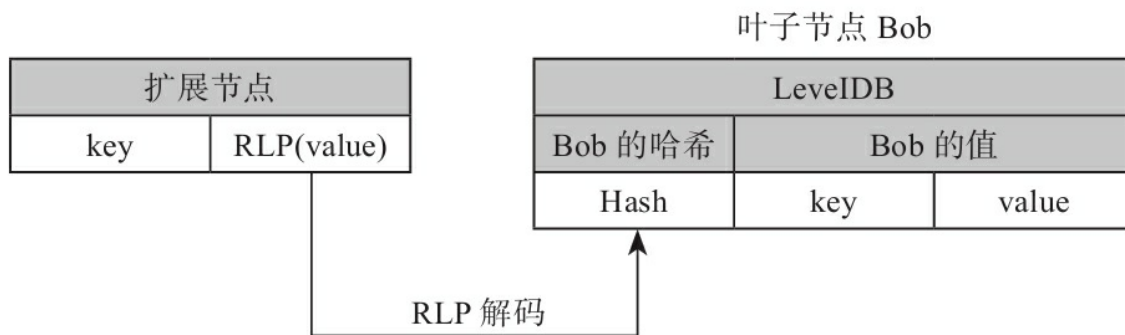 叶子节点 Bob
扩展节点
key
RLP(value)
LevelDB
Bob 的哈希
Bob 的值
Hash
key
value
RLP 解码